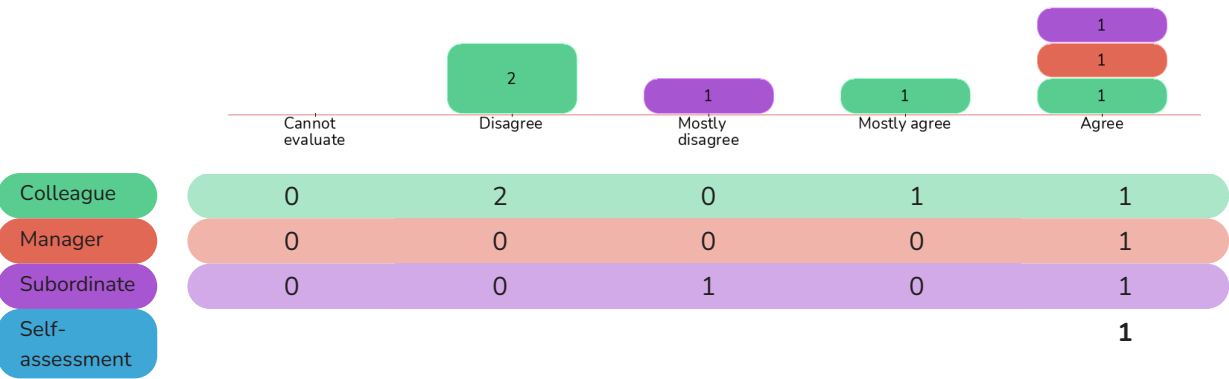 1
1
2 1 1 1
Cannot evaluate Disagree Mostly disagree Mostly agree Agree
Colleague 0 2 0 1 1
Manager 0 0 0 0 1
Subordinate 0 0 1 0 1
Self-
assessment 1